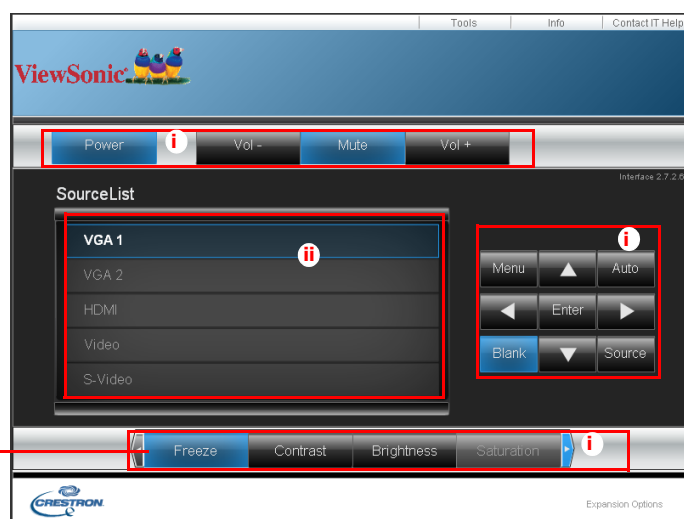 Tools Info Contact IT Help
ViewSonic
Power i Vol - Mute Vol +
Interface 2.7.2.6
SourceList
VGA 1
ii
VGA 2
HDMI
Video
S-Video
i
Menu Auto
Enter
Blank Source
Freeze Contrast Brightness Saturation i
CRESTRON
Expansion Options